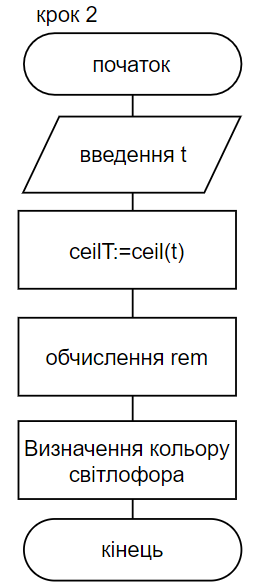 крок 2
початок
введення t
ceilT:=ceil(t)
обчислення rem
Визначення кольору
світлофора
кінець